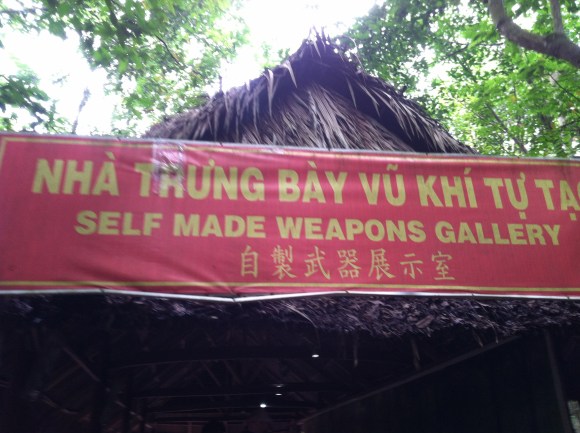 NHÀ TRƯNG BÀY VŨ KHÍ TỰ TẠ
SELF MADE WEAPONS GALLERY
自製武器展示室